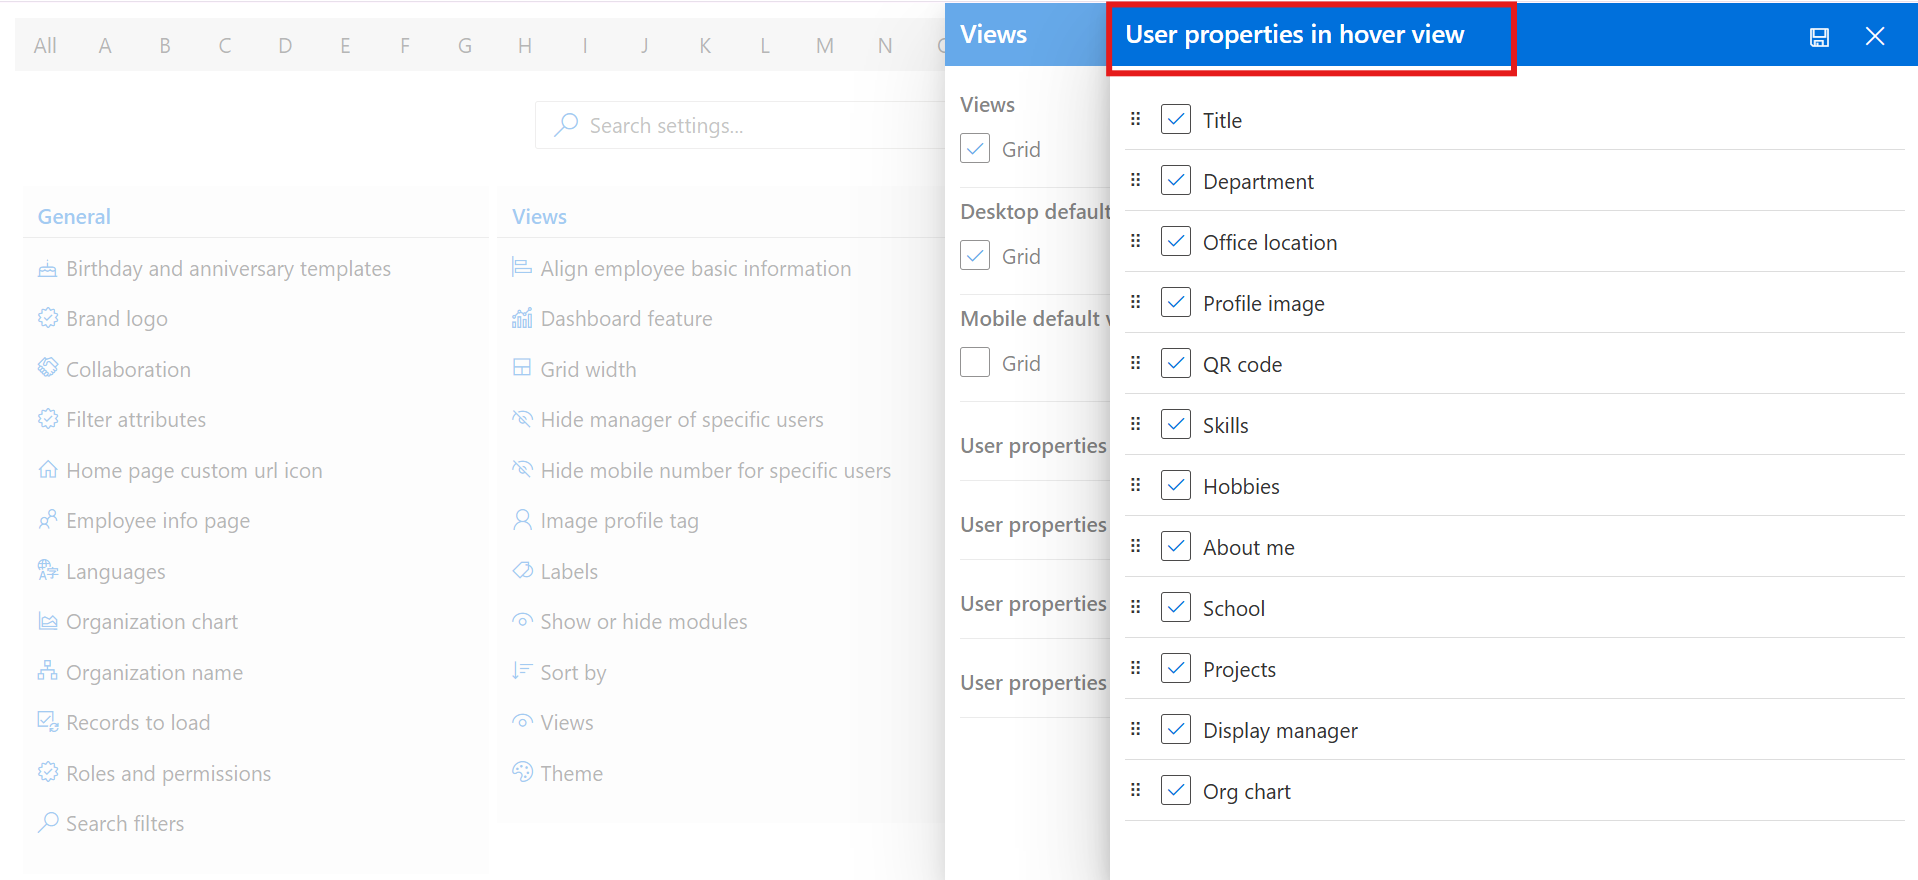 All A B C D E F G H I J K L M N
Search settings...
General
Birthday and anniversary templates
Brand logo
Collaboration
Filter attributes
Home page custom url icon
Employee info page
Languages
Organization chart
Organization name
Records to load
Roles and permissions
Search filters
Views
Align employee basic information
Dashboard feature
Grid width
Hide manager of specific users
Hide mobile number for specific users
Image profile tag
Labels
Show or hide modules
Sort by
Views
Theme
Views
Views
Grid
Desktop default
Grid
Mobile default
Grid
User properties
User properties
User properties
User properties
User properties in hover view
Title
Department
Office location
Profile image
QR code
Skills
Hobbies
About me
School
Projects
Display manager
Org chart